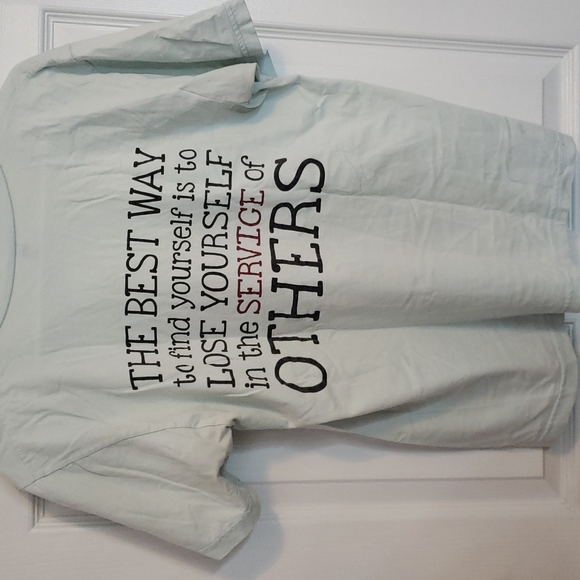 THE BEST WAY
to find yourself is to
LOSE YOURSELF
in the SERVICE of
OTHERS